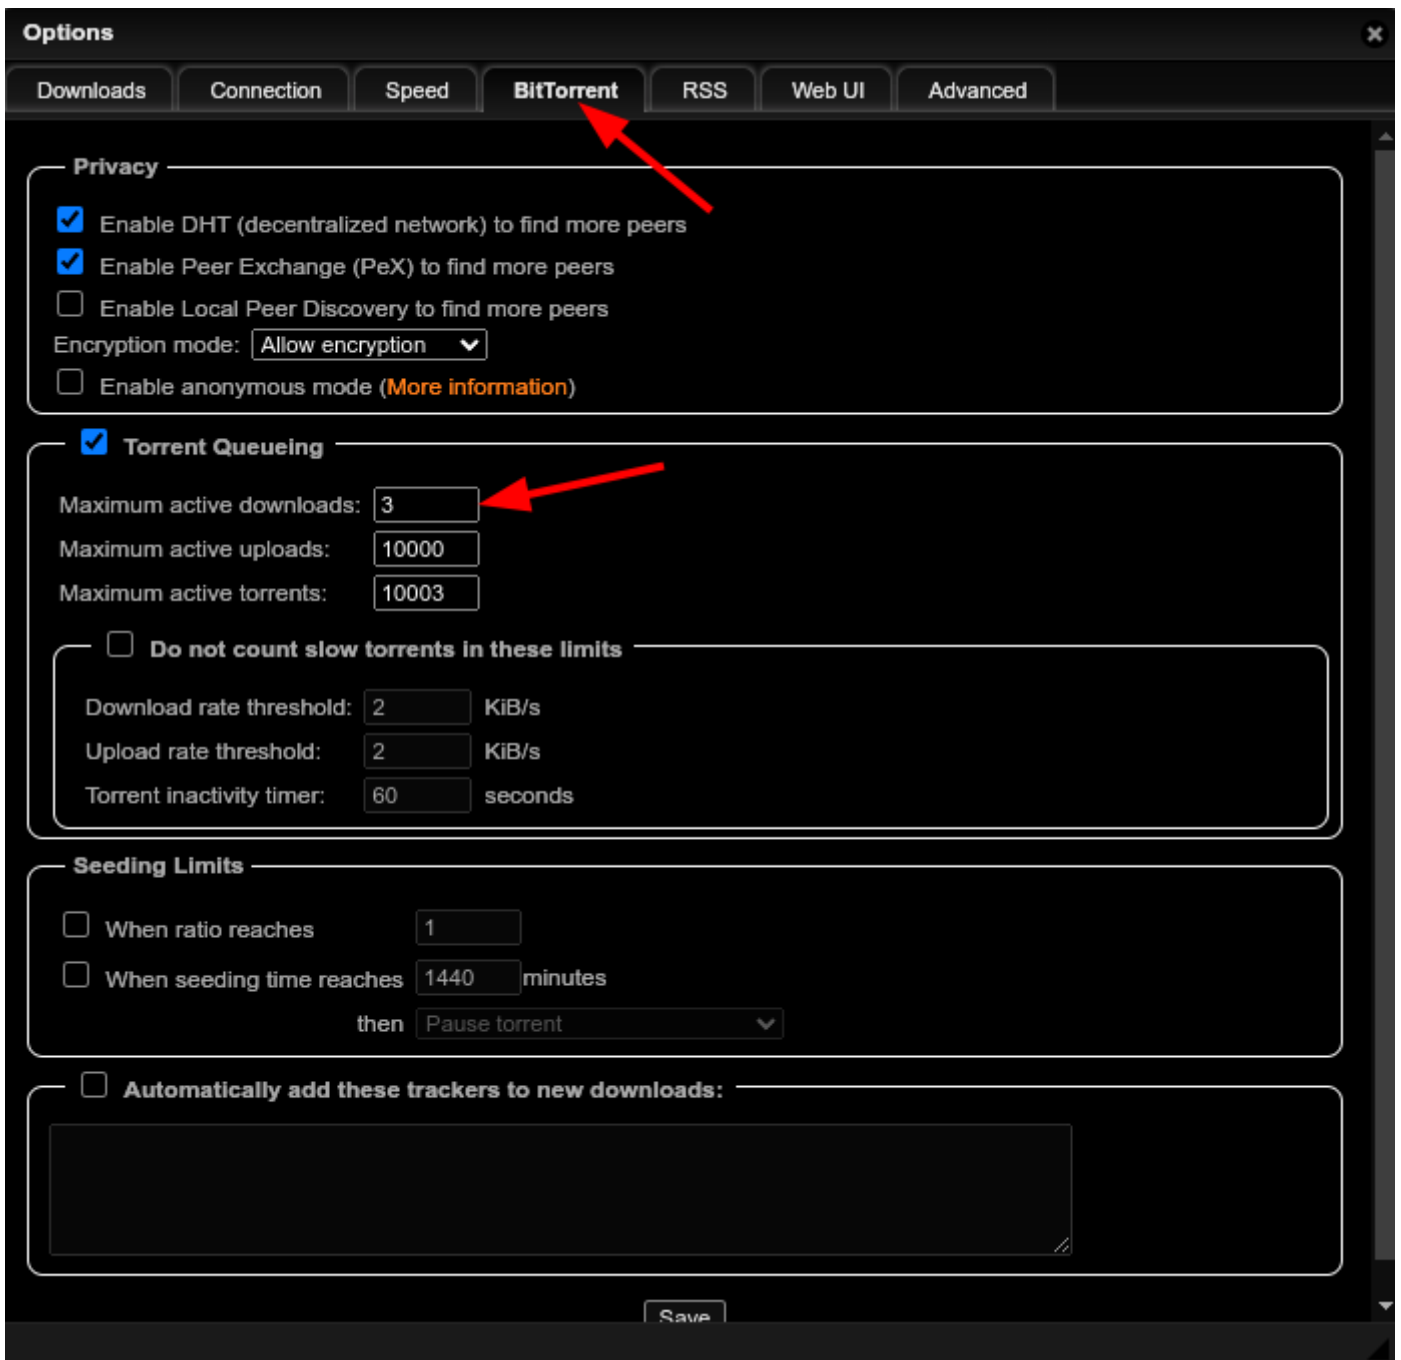 Options
Downloads Connection Speed BitTorrent RSS Web UI Advanced
Privacy
Enable DHT (decentralized network) to find more peers
Enable Peer Exchange (PeX) to find more peers
Enable Local Peer Discovery to find more peers
Encryption mode: Allow encryption
Enable anonymous mode (More information)
Torrent Queueing
Maximum active downloads: 3
Maximum active uploads: 10000
Maximum active torrents: 10003
Do not count slow torrents in these limits
Download rate threshold: 2 KiB/s
Upload rate threshold: 2 KiB/s
Torrent inactivity timer: 60 seconds
Seeding Limits
When ratio reaches 1
When seeding time reaches 1440 minutes
then Pause torrent
Automatically add these trackers to new downloads:
Save